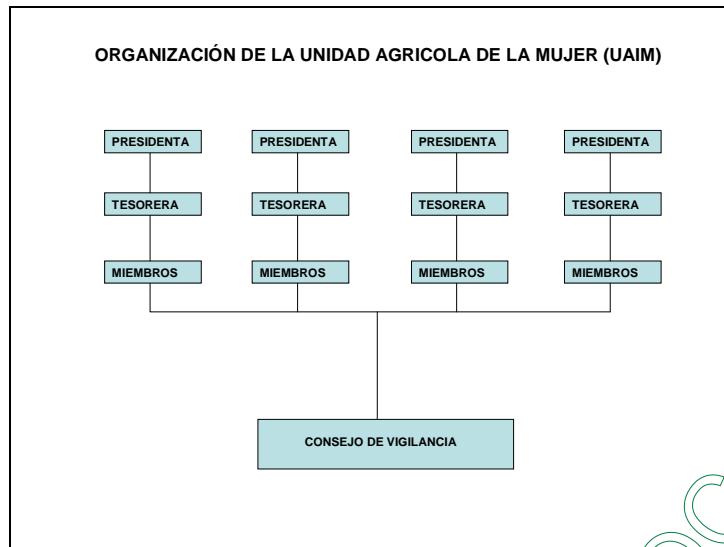 ORGANIZACIÓN DE LA UNIDAD AGRICOLA DE LA MUJER (UAIM)
PRESIDENTA PRESIDENTA PRESIDENTA PRESIDENTA
TESORERA TESORERA TESORERA TESORERA
MIEMBROS MIEMBROS MIEMBROS MIEMBROS
CONSEJO DE VIGILANCIA